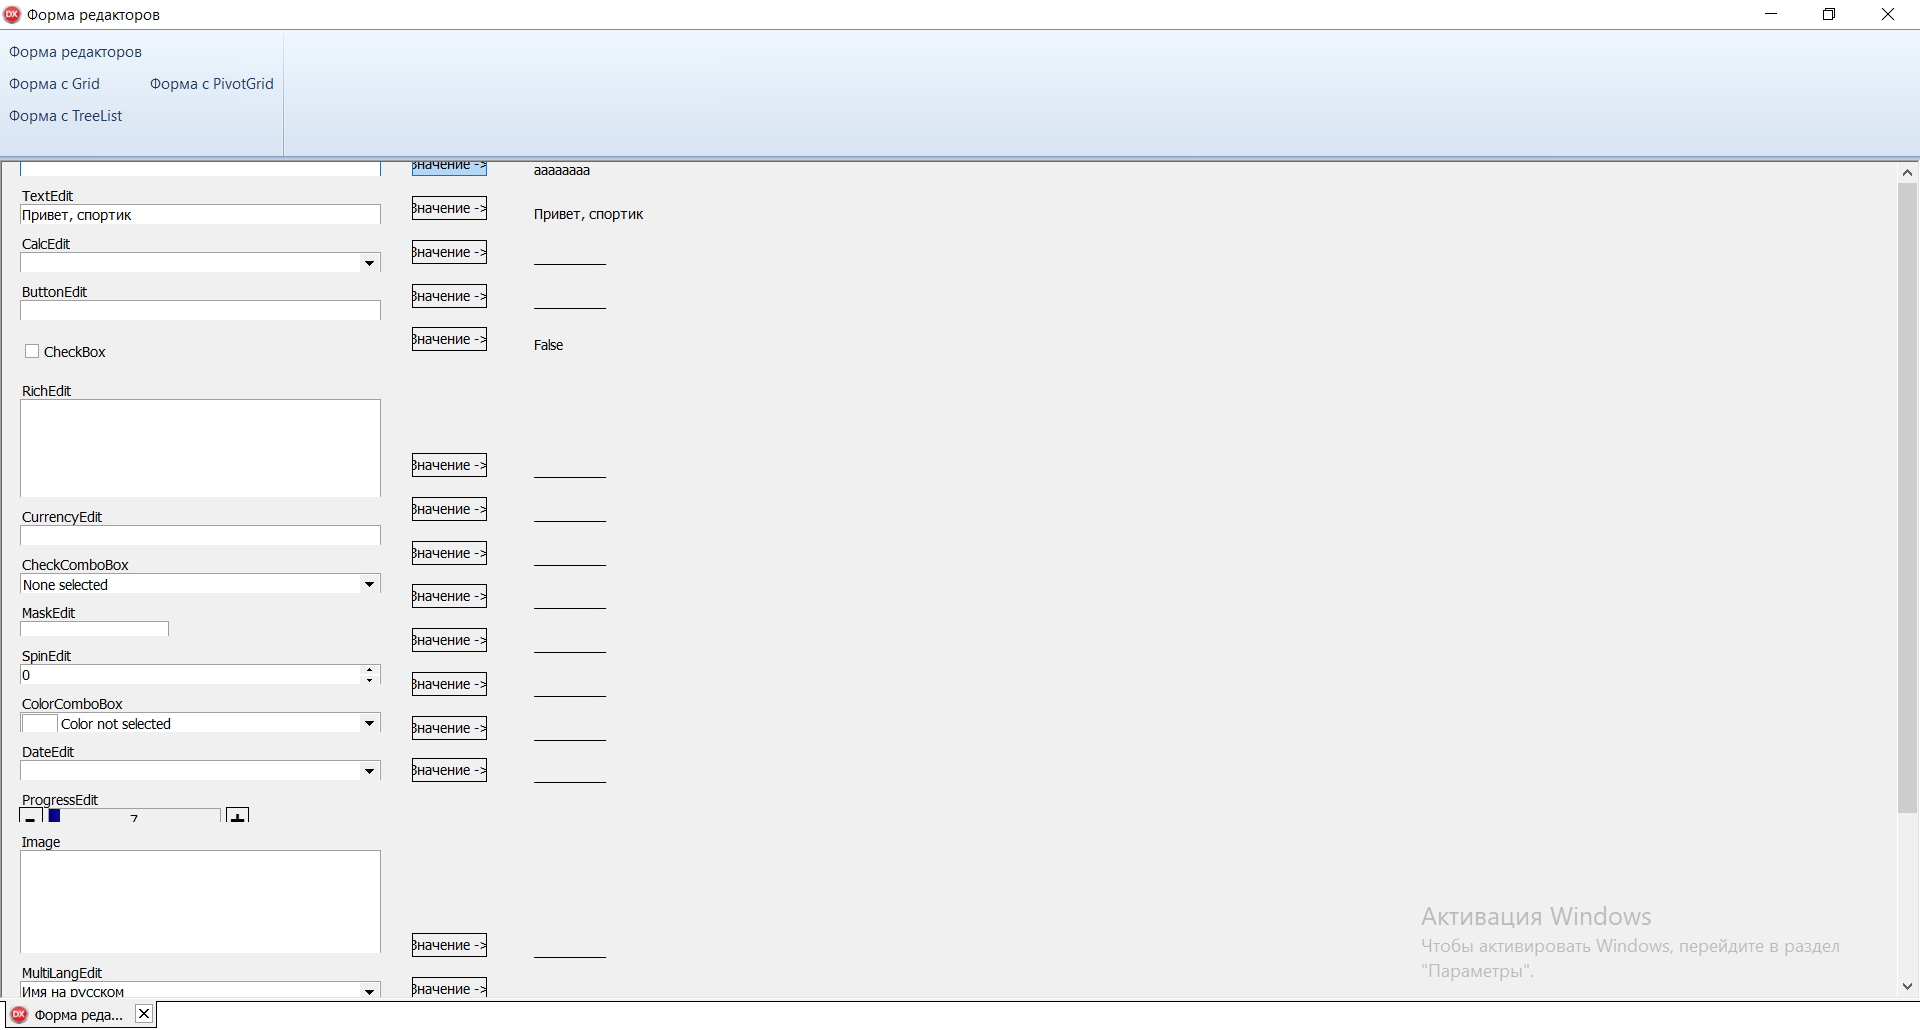 Форма редакторов
Форма редакторов
Форма с Grid
Форма с PivotGrid
Форма с TreeList
Значение ->
aaaaaaaa
TextEdit
Привет, спортик
Значение ->
Привет, спортик
CalcEdit
Значение ->
ButtonEdit
Значение ->
CheckBox
Значение ->
False
RichEdit
Значение ->
CurrencyEdit
Значение ->
CheckComboBox
None selected
Значение ->
MaskEdit
Значение ->
SpinEdit
0
Значение ->
ColorComboBox
Color not selected
Значение ->
DateEdit
Значение ->
Значение ->
ProgressEdit
-
7
+
Image
Значение ->
MultiLangEdit
Имя на русском
Значение ->
Активация Windows
Чтобы активировать Windows, перейдите в раздел
"Параметры".
Форма реда...